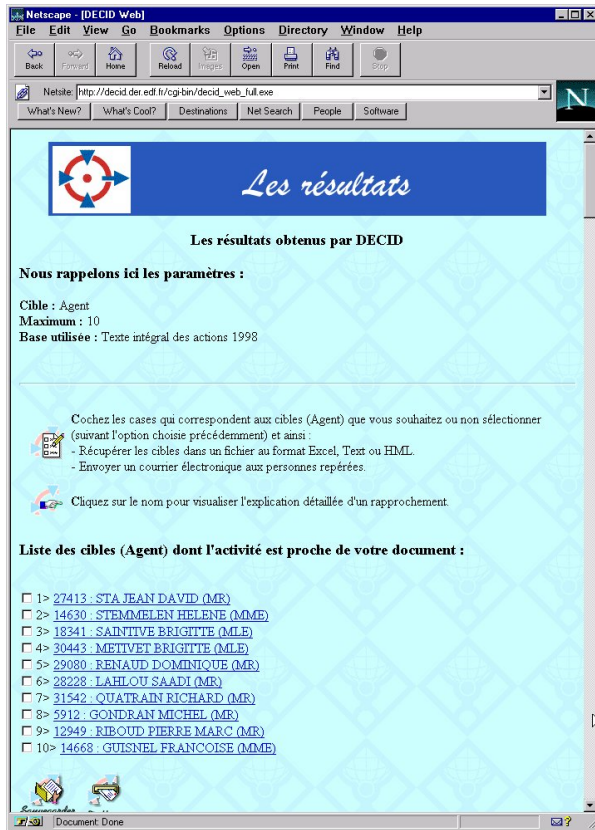 Netscape - [DECID Web]
File Edit View Go Bookmarks Options Directory Window Help
Back Forward Home Reload Images Open Print Find Stop
Netsite: http://decid.der.edf.fr/cgi-bin/decid_web_full.exe
N
What's New? What's Cool? Destinations Net Search People Software
Les résultats
Les résultats obtenus par DECID
Nous rappelons ici les paramètres :
Cible : Agent
Maximum : 10
Base utilisée : Texte intégral des actions 1998
Cochez les cases qui correspondent aux cibles (Agent) que vous souhaitez ou non sélectionner
(suivant l'option choisie précédemment) et ainsi :
- Récupérer les cibles dans un fichier au format Excel, Text ou HTML.
- Envoyer un courrier électronique aux personnes repérées.
Cliquez sur le nom pour visualiser l'explication détaillée d'un rapprochement.
Liste des cibles (Agent) dont l'activité est proche de votre document :
1> 27413 : STA JEAN DAVID (MR)
2> 14630 : STEMMELEN HELENE (MME)
3> 18341 : SAINTIVE BRIGITTE (MLE)
4> 30443 : METIVET BRIGITTE (MLE)
5> 29080 : RENAUD DOMINIQUE (MR)
6> 28228 : LAHLOU SAADI (MR)
7> 31542 : QUATRAIN RICHARD (MR)
8> 5912 : GONDRAN MICHEL (MR)
9> 12949 : RIBOUD PIERRE MARC (MR)
10> 14668 : GUISNEL FRANCOISE (MME)
Sauvegarder
Document: Done